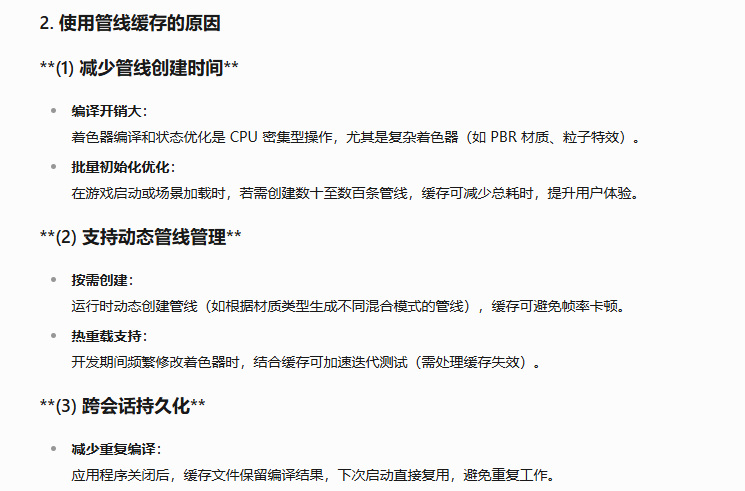 2. 使用管线缓存的原因
**(1) 减少管线创建时间**
编译开销大：
着色器编译和状态优化是 CPU 密集型操作，尤其是复杂着色器（如 PBR 材质、粒子特效）。
批量初始化优化：
在游戏启动或场景加载时，若需创建数十至数百条管线，缓存可减少总耗时，提升用户体验。
**(2) 支持动态管线管理**
按需创建：
运行时动态创建管线（如根据材质类型生成不同混合模式的管线），缓存可避免帧率卡顿。
热重载支持：
开发期间频繁修改着色器时，结合缓存可加速迭代测试（需处理缓存失效）。
**(3) 跨会话持久化**
减少重复编译：
应用程序关闭后，缓存文件保留编译结果，下次启动直接复用，避免重复工作。